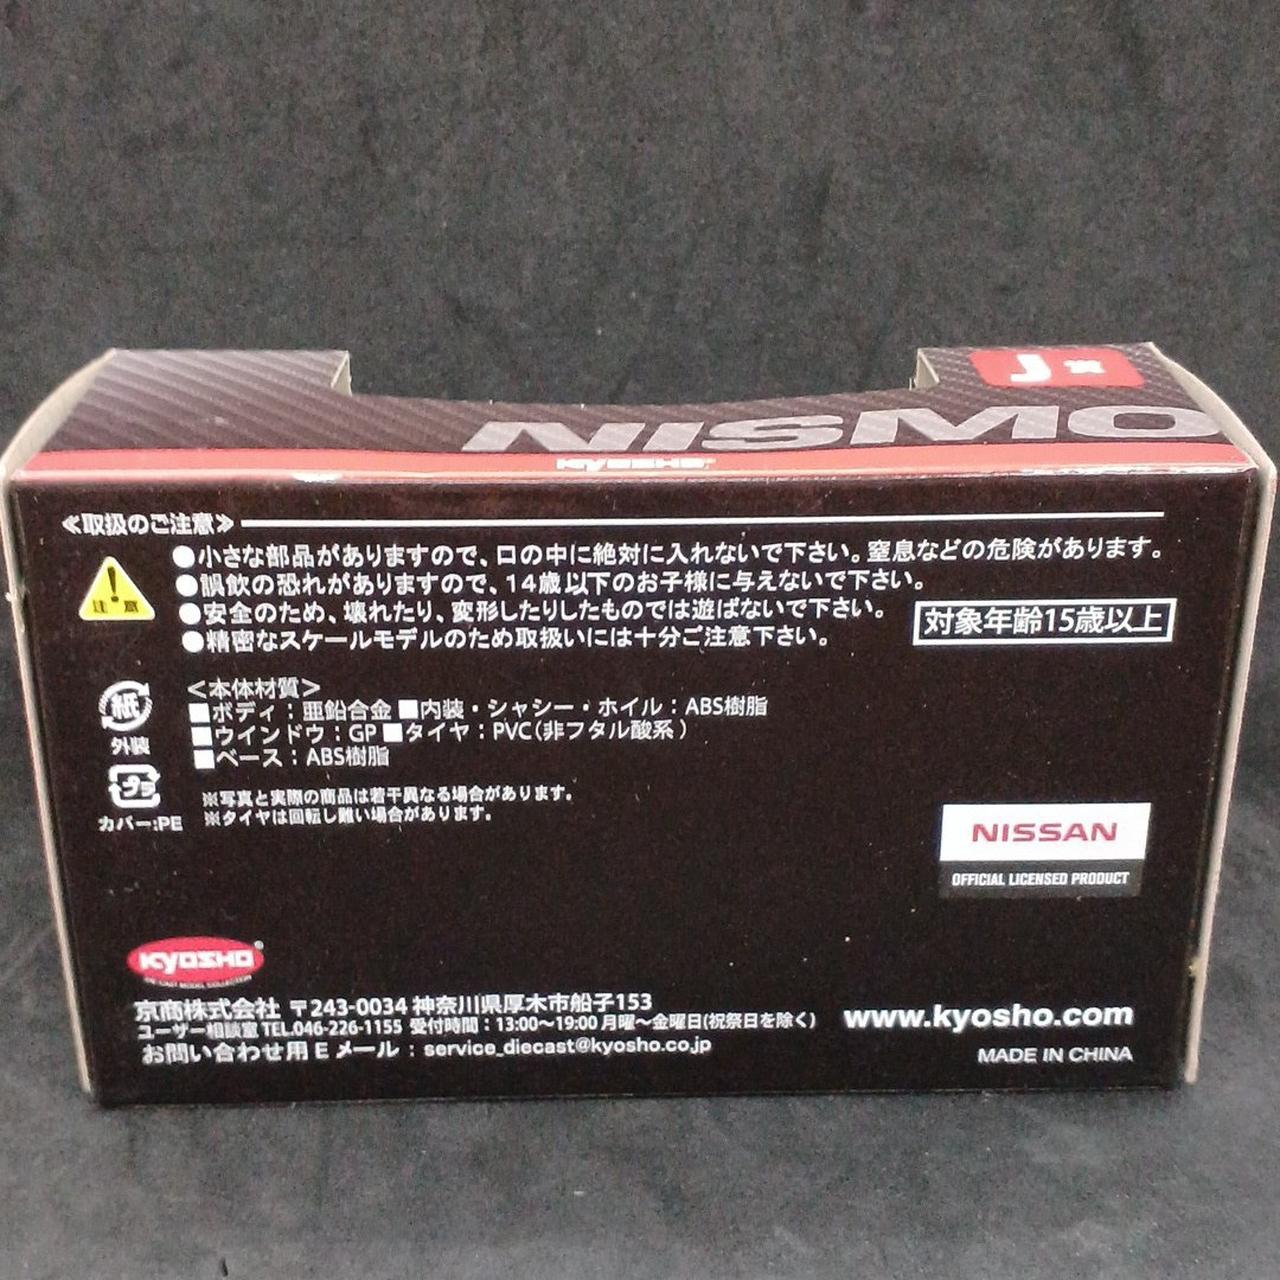 J賞
NISMO
KYOSHO
≪取扱のご注意≫
注意
●小さな部品がありますので、口の中に絶対に入れないで下さい。窒息などの危険があります。
●誤飲の恐れがありますので、14歳以下のお子様に与えないで下さい。
●安全のため、壊れたり、変形したりしたものでは遊ばないで下さい。
●精密なスケールモデルのため取扱いには十分ご注意下さい。
対象年齢15歳以上
紙
外装
プラ
カバー:PE
＜本体材質＞
■ボディ：亜鉛合金 ■内装・シャシー・ホイル：ABS樹脂
■ウインドウ：GP ■タイヤ：PVC(非フタル酸系)
■ベース：ABS樹脂
※写真と実際の商品は若干異なる場合があります。
※タイヤは回転し難い場合があります。
NISSAN
OFFICIAL LICENSED PRODUCT
KYOSHO®
DIE-CAST MODEL COLLECTION
京商株式会社 〒243-0034 神奈川県厚木市船子153
ユーザー相談室 TEL.046-226-1155 受付時間：13:00～19:00 月曜～金曜日(祝祭日を除く)
お問い合わせ用Eメール：service_diecast@kyosho.co.jp
www.kyosho.com
MADE IN CHINA